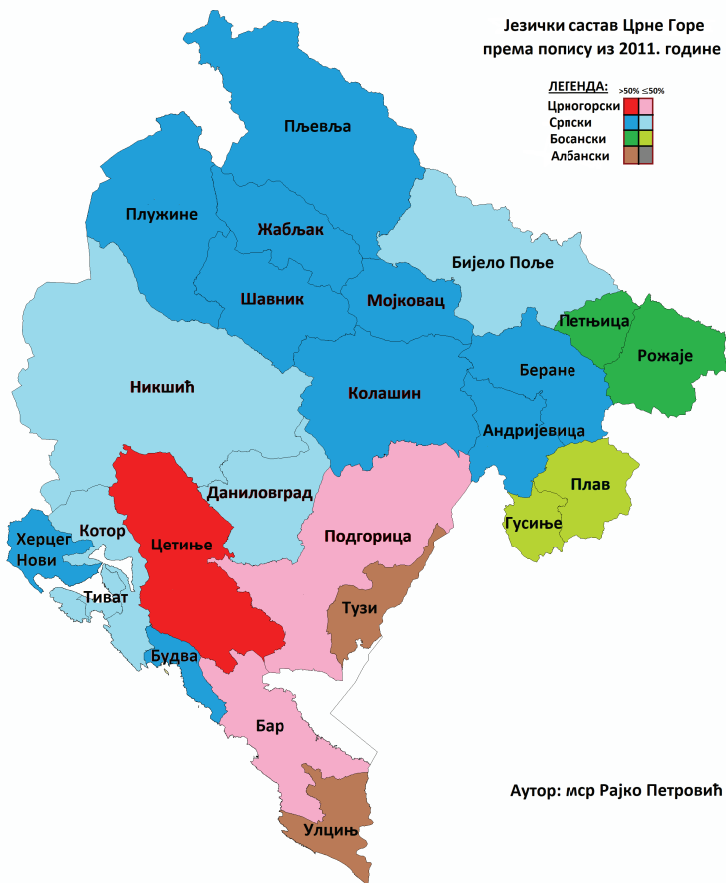 Језички састав Црне Горе
према попису из 2011. године
ЛЕГЕНДА: >50% ≤50%
Црногорски
Српски
Босански
Албански
Пљевља
Плужине
Жабљак
Бијело Поље
Шавник
Мојковац
Петњица
Рожаје
Беране
Никшић
Колашин
Андријевица
Плав
Даниловград
Гусиње
Котор
Подгорица
Херцег
Нови
Цетиње
Тиват
Тузи
Будва
Бар
Аутор: мср Рајко Петровић
Улцињ